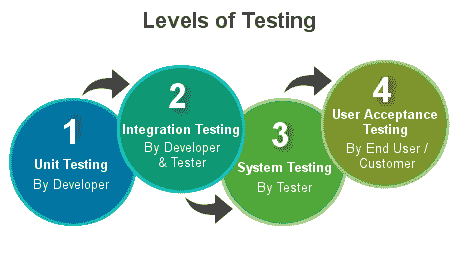 Levels of Testing
1
Unit Testing
By Developer
2
Integration Testing
By Developer
& Tester
3
System Testing
By Tester
4
User Acceptance
Testing
By End User /
Customer